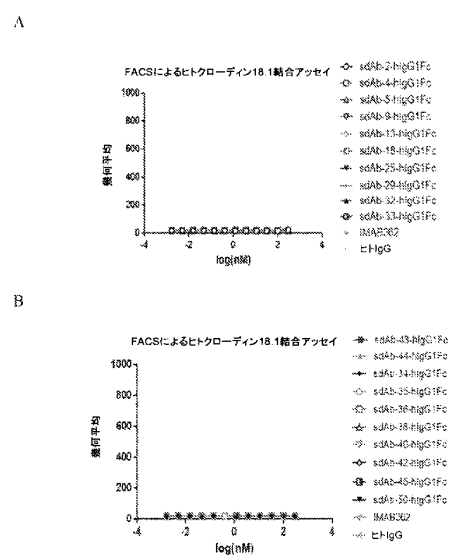 A
FACSによるヒトクローディン18.1結合アッセイ
幾何平均
1000
800
600
400
200
0
-4
-2
0
2
4
log(nM)
sdAb-2-hIgG1Fc
sdAb-4-hIgG1Fc
sdAb-5-hIgG1Fc
sdAb-9-hIgG1Fc
sdAb-13-hIgG1Fc
sdAb-18-hIgG1Fc
sdAb-25-hIgG1Fc
sdAb-29-hIgG1Fc
sdAb-32-hIgG1Fc
sdAb-33-hIgG1Fc
IMAB362
ヒトIgG
B
FACSによるヒトクローディン18.1結合アッセイ
幾何平均
1000
800
600
400
200
0
-4
-2
0
2
4
log(nM)
sdAb-43-hIgG1Fc
sdAb-44-hIgG1Fc
sdAb-34-hIgG1Fc
sdAb-35-hIgG1Fc
sdAb-36-hIgG1Fc
sdAb-38-hIgG1Fc
sdAb-40-hIgG1Fc
sdAb-42-hIgG1Fc
sdAb-50-hIgG1Fc
IMAB362
ヒトIgG